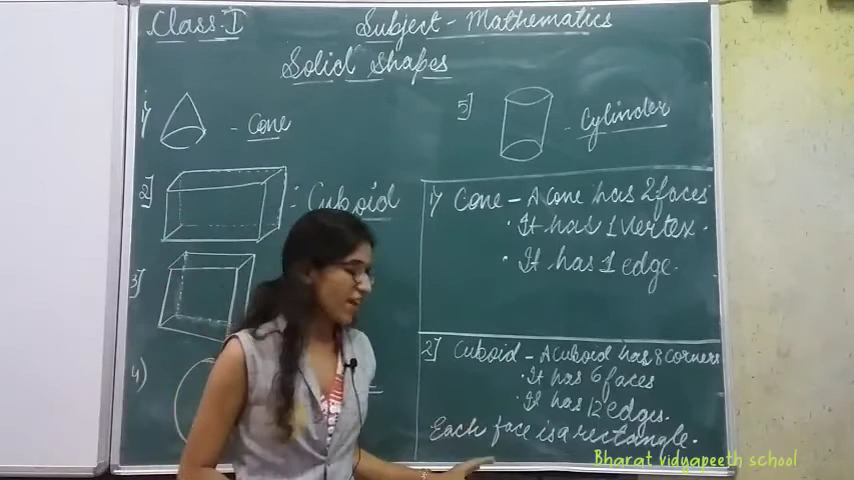 Class-I
Subject - Mathematics
Solid Shapes
1] - Cone
2] : Cuboid
3]
4)
5] - Cylinder
1] Cone - A Cone has 2 faces
· It has 1 vertex.
· It has 1 edge.
2] Cuboid - A Cuboid has 8 corners
· It has 6 faces
· It has 12 edges.
Each face is a rectangle.
Bharat vidyapeeth school